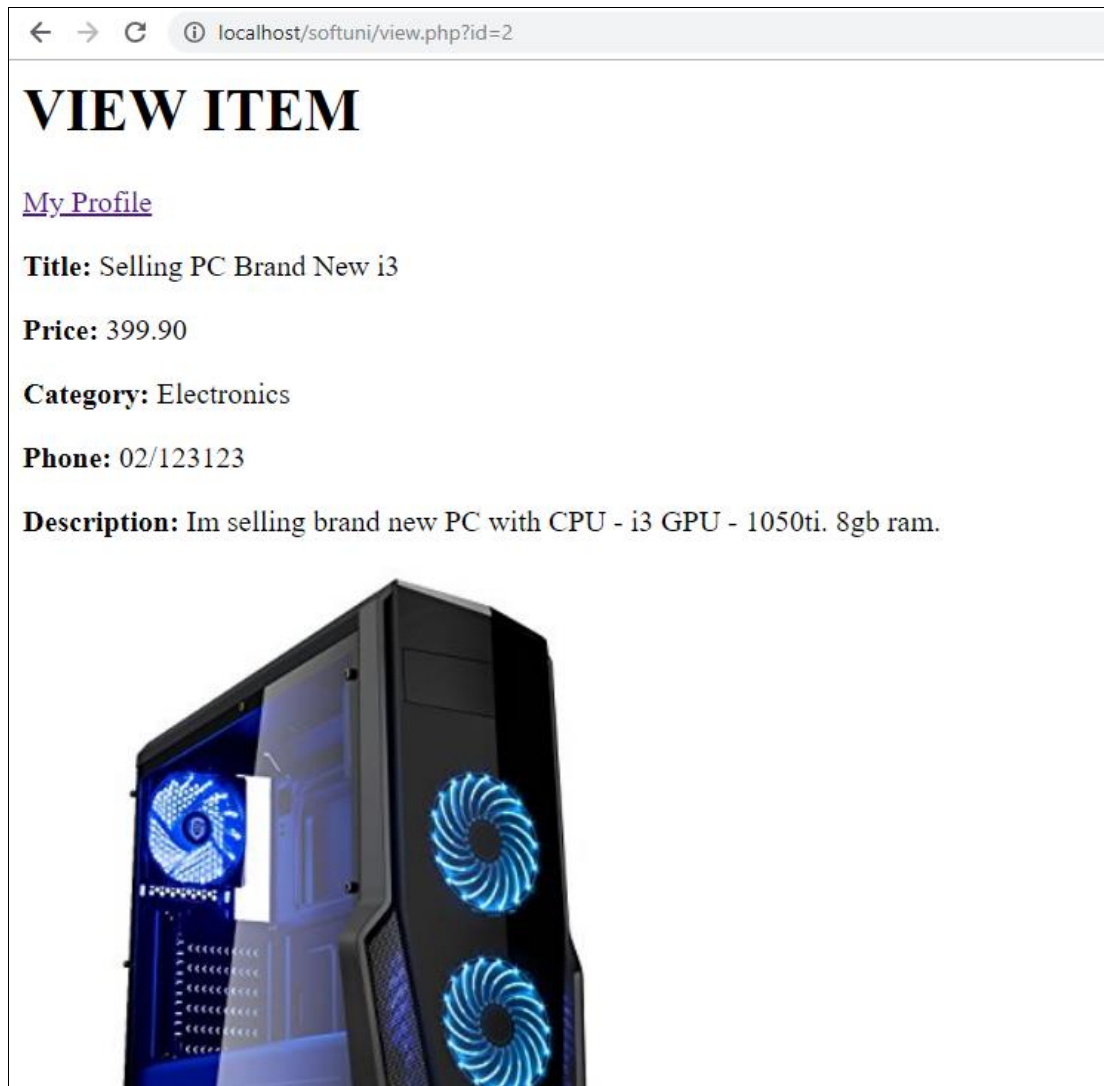 localhost/softuni/view.php?id=2
VIEW ITEM
My Profile
Title: Selling PC Brand New i3
Price: 399.90
Category: Electronics
Phone: 02/123123
Description: Im selling brand new PC with CPU - i3 GPU - 1050ti. 8gb ram.